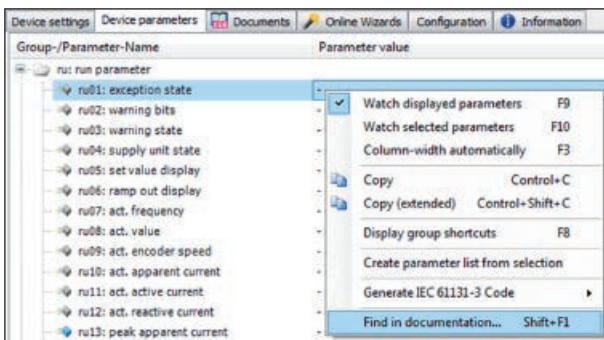 Device settings Device parameters Documents Online Wizards Configuration Information
Group-/Parameter-Name Parameter value
ru: run parameter
ru01: exception state -
ru02: warning bits -
ru03: warning state -
ru04: supply unit state -
ru05: set value display -
ru06: ramp out display -
ru07: act. frequency -
ru08: act. value -
ru09: act. encoder speed -
ru10: act. apparent current -
ru11: act. active current -
ru12: act. reactive current -
ru13: peak apparent current -
Watch displayed parameters F9
Watch selected parameters F10
Column-width automatically F3
Copy Control+C
Copy (extended) Control+Shift+C
Display group shortcuts F8
Create parameter list from selection
Generate IEC 61131-3 Code
Find in documentation... Shift+F1